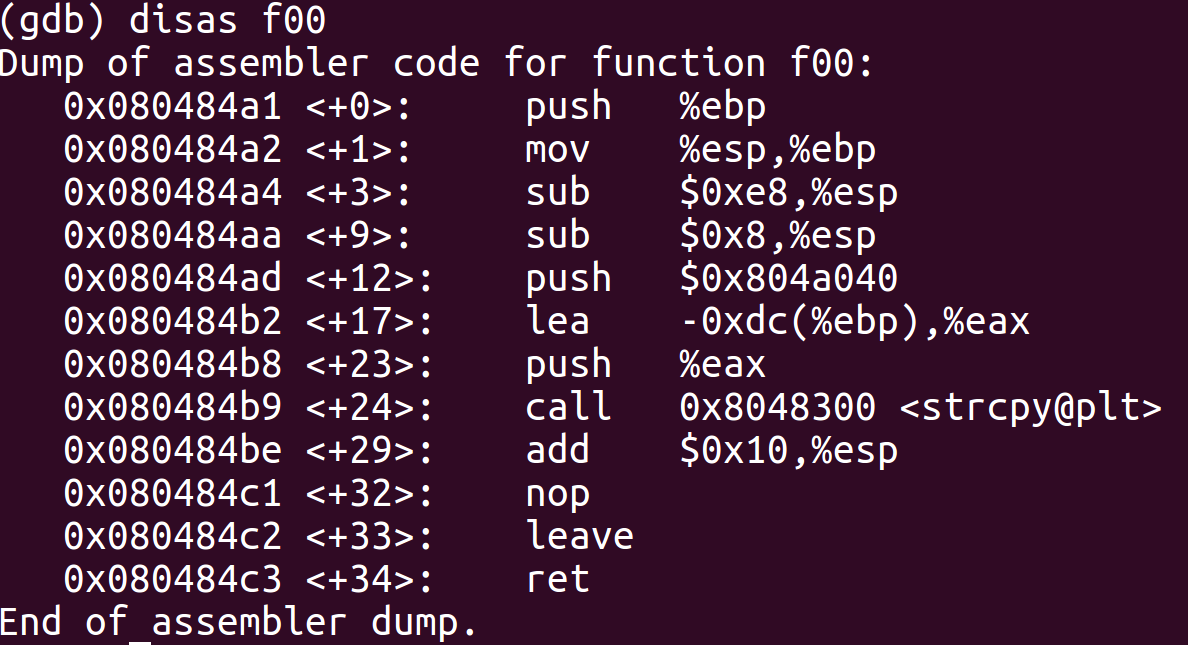 (gdb) disas f00
Dump of assembler code for function f00:
   0x080484a1 <+0>:     push   %ebp
   0x080484a2 <+1>:     mov    %esp,%ebp
   0x080484a4 <+3>:     sub    $0xe8,%esp
   0x080484aa <+9>:     sub    $0x8,%esp
   0x080484ad <+12>:    push   $0x804a040
   0x080484b2 <+17>:    lea    -0xdc(%ebp),%eax
   0x080484b8 <+23>:    push   %eax
   0x080484b9 <+24>:    call   0x8048300 <strcpy@plt>
   0x080484be <+29>:    add    $0x10,%esp
   0x080484c1 <+32>:    nop
   0x080484c2 <+33>:    leave
   0x080484c3 <+34>:    ret
End of assembler dump.